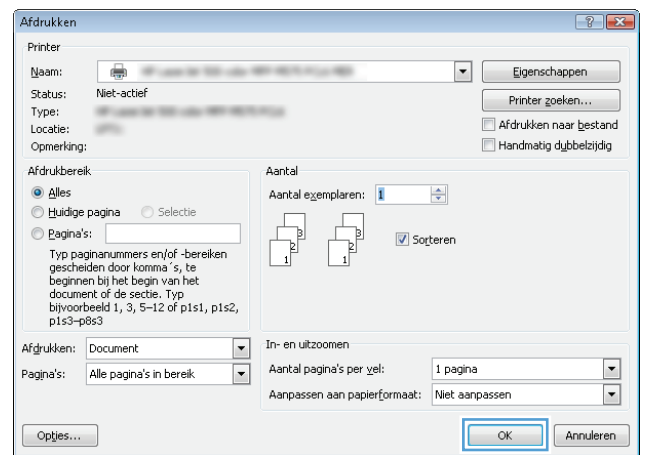 Afdrukken
Printer
Naam:
Eigenschappen
Status: Niet-actief
Printer zoeken...
Type:
Afdrukken naar bestand
Locatie:
Handmatig dubbelzijdig
Opmerking:
Afdrukbereik
Alles
Huidige pagina Selectie
Pagina's:
Typ paginanummers en/of -bereiken
gescheiden door komma´s, te
beginnen bij het begin van het
document of de sectie. Typ
bijvoorbeeld 1, 3, 5–12 of p1s1, p1s2,
p1s3–p8s3
Aantal
Aantal exemplaren: 1
3 3
2 2
1 1
Sorteren
Afdrukken: Document
Pagina's: Alle pagina's in bereik
In- en uitzoomen
Aantal pagina's per vel: 1 pagina
Aanpassen aan papierformaat: Niet aanpassen
Opties...
OK
Annuleren